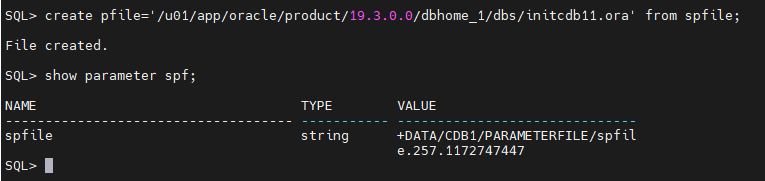 SQL> create pfile='/u01/app/oracle/product/19.3.0.0/dbhome_1/dbs/initcdb11.ora' from spfile;
File created.
SQL> show parameter spf;
NAME                                 TYPE        VALUE
------------------------------------ ----------- ------------------------------
spfile                               string      +DATA/CDB1/PARAMETERFILE/spfil
                                                 e.257.1172747447
SQL>